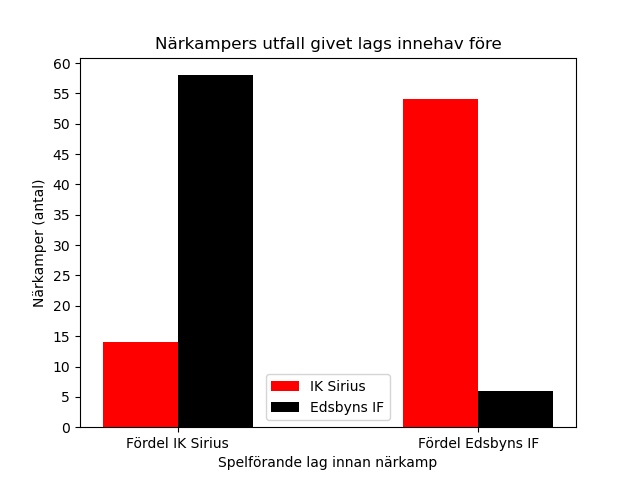 Närkampers utfall givet lags innehav före
60
55
50
45
40
35
30
25
20
15
10
5
0
Närkamper (antal)
IK Sirius
Edsbyns IF
Fördel IK Sirius
Fördel Edsbyns IF
Spelförande lag innan närkamp